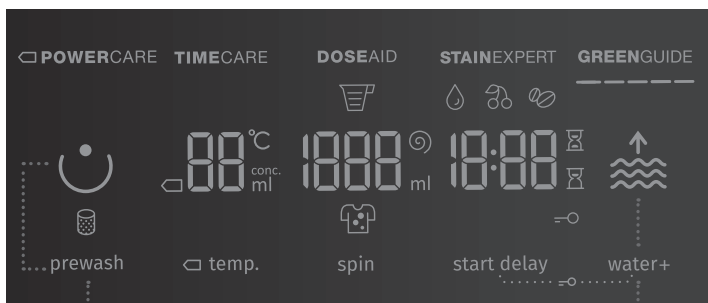 POWERCARE TIMECARE DOSEAID STAINEXPERT GREENGUIDE
88 °C conc. ml 1888 ml 18:88
prewash temp. spin start delay water+